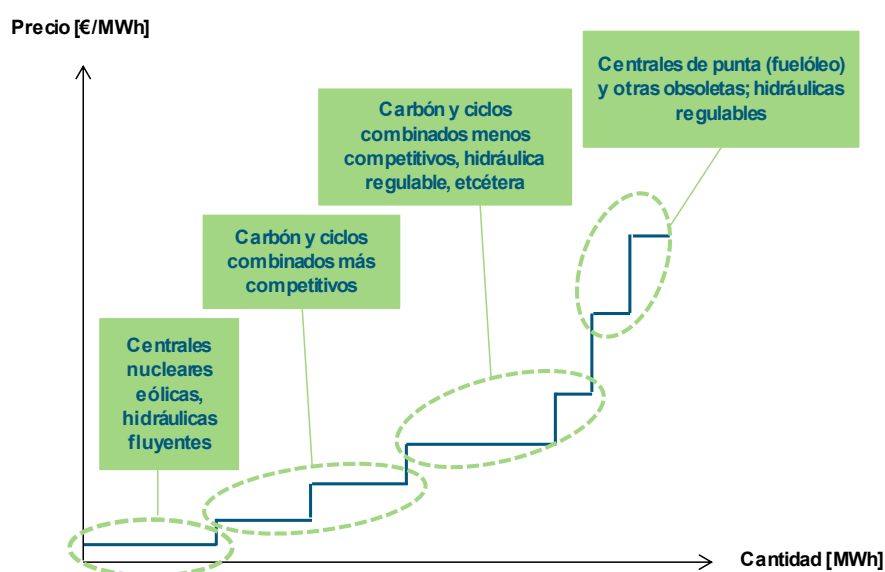 Precio [€/MWh]
Centrales de punta (fuelóleo)
y otras obsoletas; hidráulicas
regulables
Carbón y ciclos
combinados menos
competitivos, hidráulica
regulable, etcétera
Carbón y ciclos
combinados más
competitivos
Centrales
nucleares
eólicas,
hidráulicas
fluyentes
Cantidad [MWh]